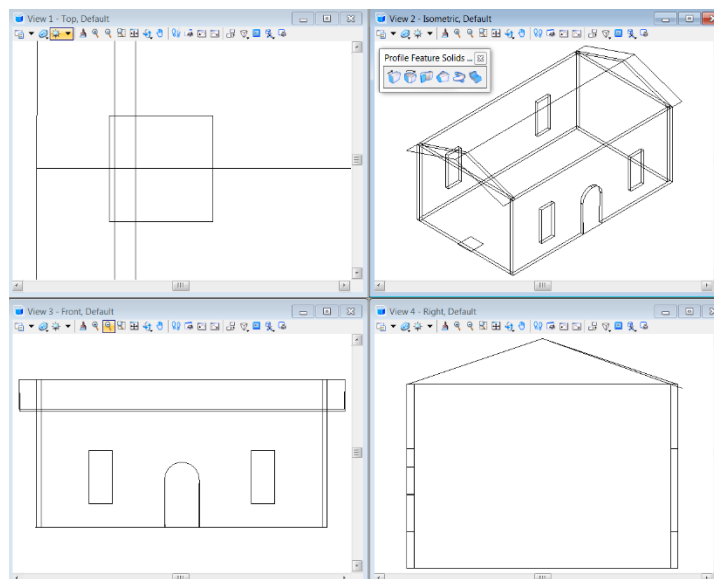 View 1 - Top, Default
View 2 - Isometric, Default
Profile Feature Solids ...
View 3 - Front, Default
View 4 - Right, Default